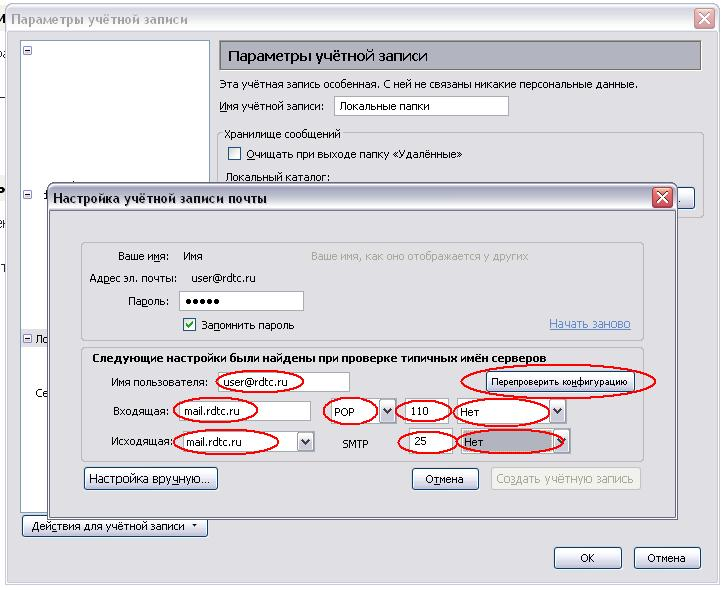 Параметры учётной записи
Параметры учётной записи
Эта учётная запись особенная. С ней не связаны никакие персональные данные.
Имя учётной записи: Локальные папки
Хранилище сообщений
Очищать при выходе папку «Удалённые»
Локальный каталог:
Настройка учётной записи почты
Ваше имя: Имя Ваше имя, как оно отображается у других
Адрес эл. почты: user@rdtc.ru
Пароль: •••••
Запомнить пароль Начать заново
Следующие настройки были найдены при проверке типичных имён серверов
Имя пользователя: user@rdtc.ru Перепроверить конфигурацию
Входящая: mail.rdtc.ru POP 110 Нет
Исходящая: mail.rdtc.ru SMTP 25 Нет
Настройка вручную... Отмена Создать учётную запись
Действия для учётной записи
OK Отмена